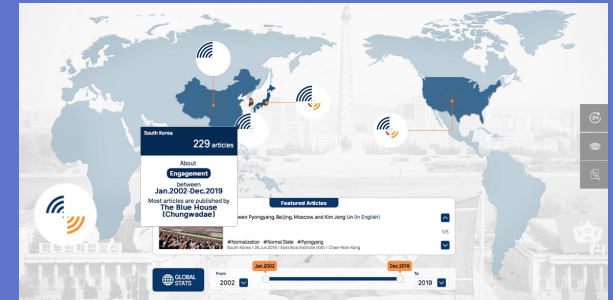 South Korea
229 articles
About
Engagement
between
Jan.2002-Dec.2019
Most articles are published by
The Blue House
(Chungwadae)
Featured Articles
een Pyongyang, Beijing, Moscow, and Kim Jong Lin (in English)
1/5
#Normalization #Normal State #Pyongyang
South Korea / 26.Jun.2019 / East Asia Institute (EAI) / Chae-Yeon Kang
GLOBAL
STATS
From
2002
Jan.2002
Dec.2019
To
2019